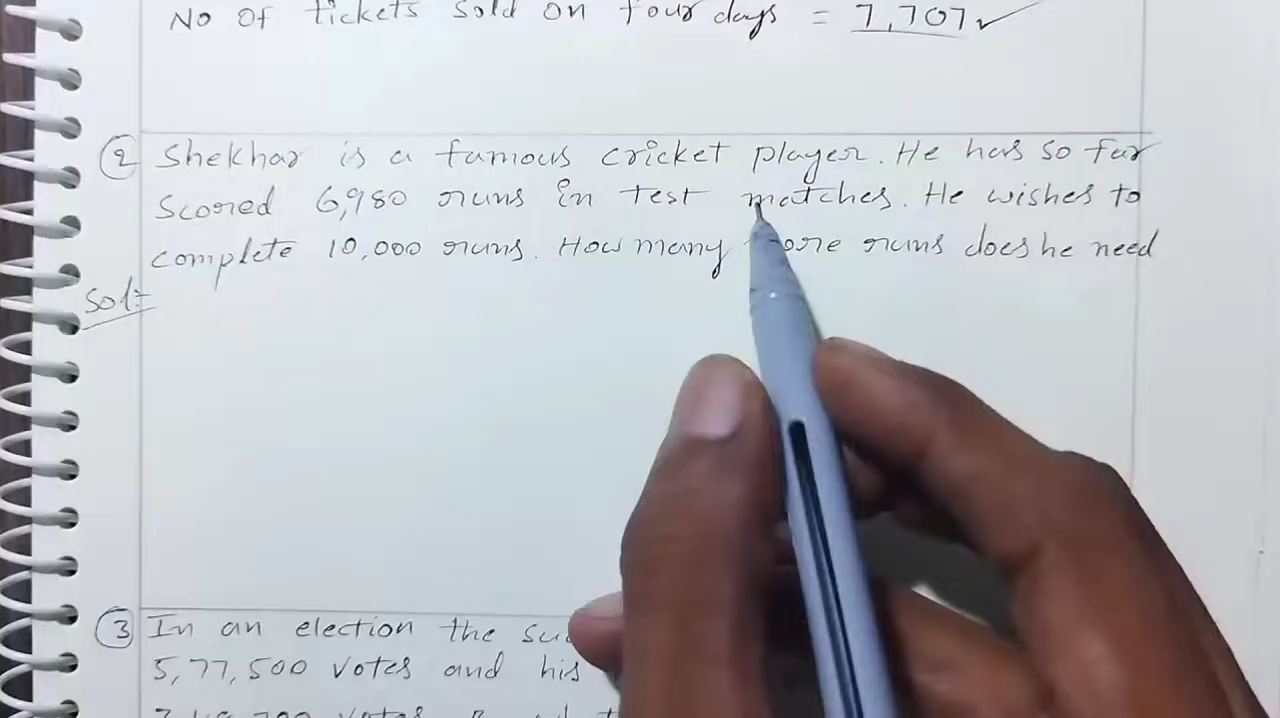 No of tickets sold on four days = 7,707 ✓
② Shekhar is a famous cricket player. He has so far
scored 6,980 runs in test matches. He wishes to
complete 10,000 runs. How many more runs does he need
Sol:-
③ In an election the
5,77,500 votes and his
votes